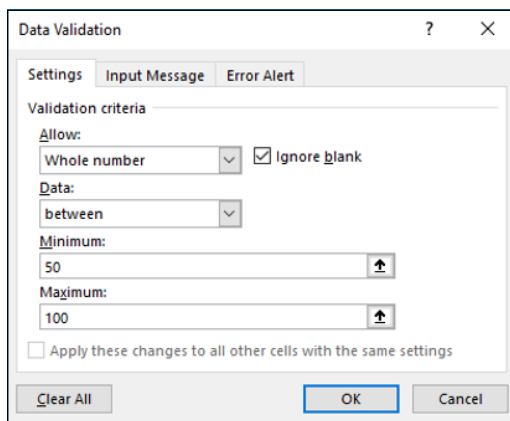 Data Validation ? ×
Settings Input Message Error Alert
Validation criteria
Allow:
Whole number Ignore blank
Data:
between
Minimum:
50
Maximum:
100
Apply these changes to all other cells with the same settings
Clear All OK Cancel